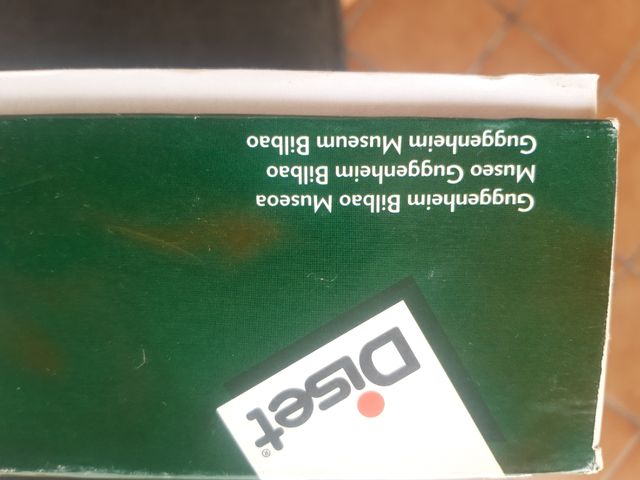 Diset®
Guggenheim Bilbao Museoa
Museo Guggenheim Bilbao
Guggenheim Museum Bilbao